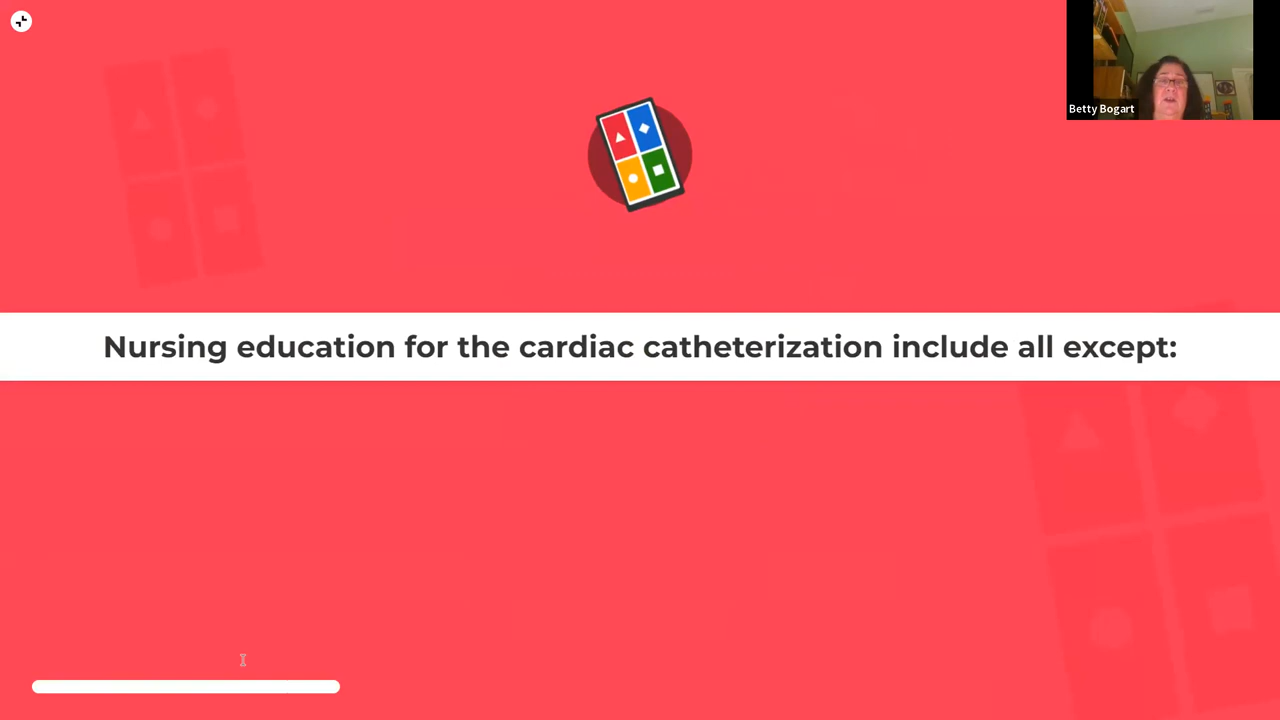 Betty Bogart
Nursing education for the cardiac catheterization include all except: